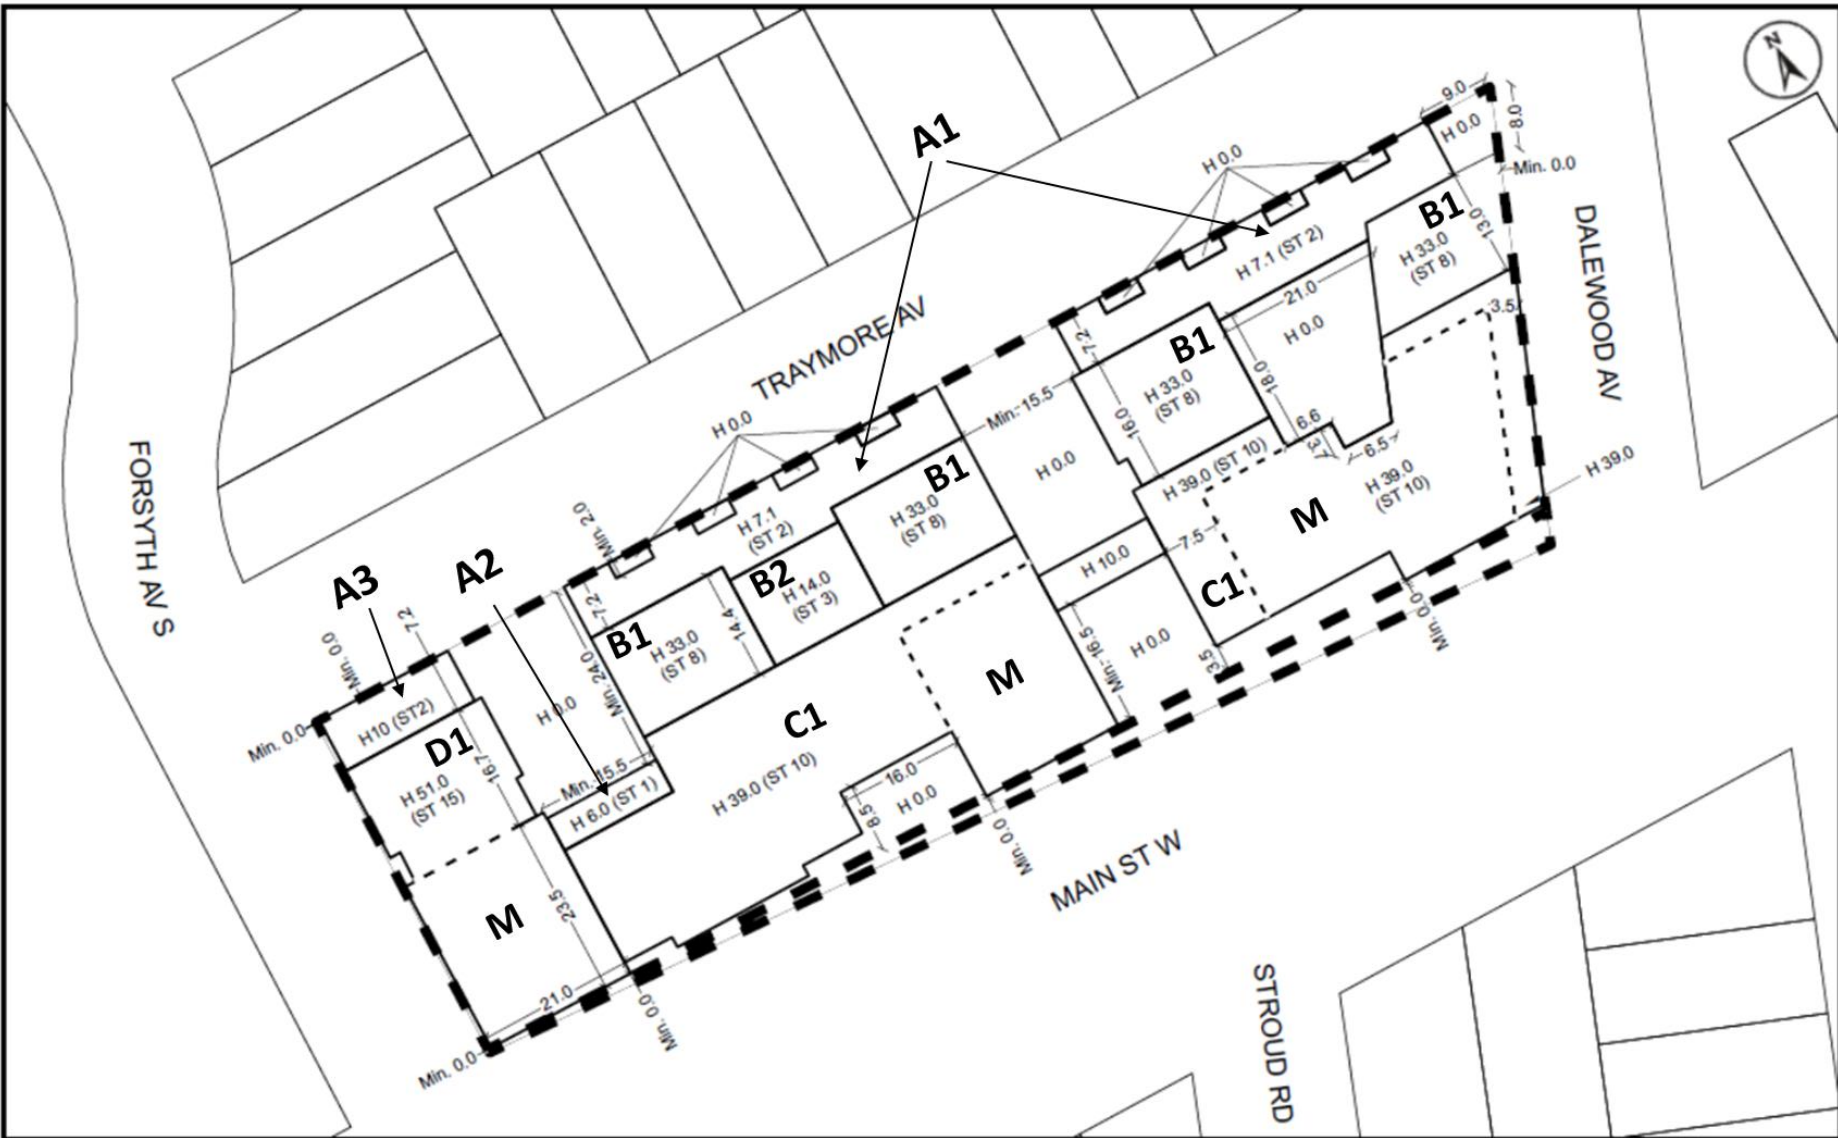 N
9.0
8.0
H 0.0
A1
H 0.0
Min. 0.0
B1
H 7.1 (ST 2)
13.0
H 33.0
(ST 8)
DALEWOOD AV
21.0
3.5
H 0.0
TRAYMORE AV
7.2
B1
H 33.0
(ST 8)
18.0
Min. 15.5
16.0
6.6
3.7
6.5
H 0.0
H 39.0 (ST 10)
H 39.0
(ST 10)
H 39.0
M
H 0.0
B1
H 33.0
(ST 8)
H 7.1
(ST 2)
Min. 2.0
7.5
H 10.0
C1
FORSYTH AV S
A3
A2
B2
H 14.0
(ST 3)
7.2
B1
H 33.0
(ST 8)
14.4
Min. 24.0
Min. 0.0
7.2
Min. 16.5
H 0.0
3.5
Min. 0.0
M
H 0.0
H10 (ST2)
Min. 0.0
D1
H 51.0
(ST 15)
16.7
C1
Min. 15.5
H 6.0 (ST 1)
H 39.0 (ST 10)
16.0
H 0.0
8.5
Min. 0.0
MAIN ST W
M
23.5
21.0
Min. 0.0
Min. 0.0
STROUD RD